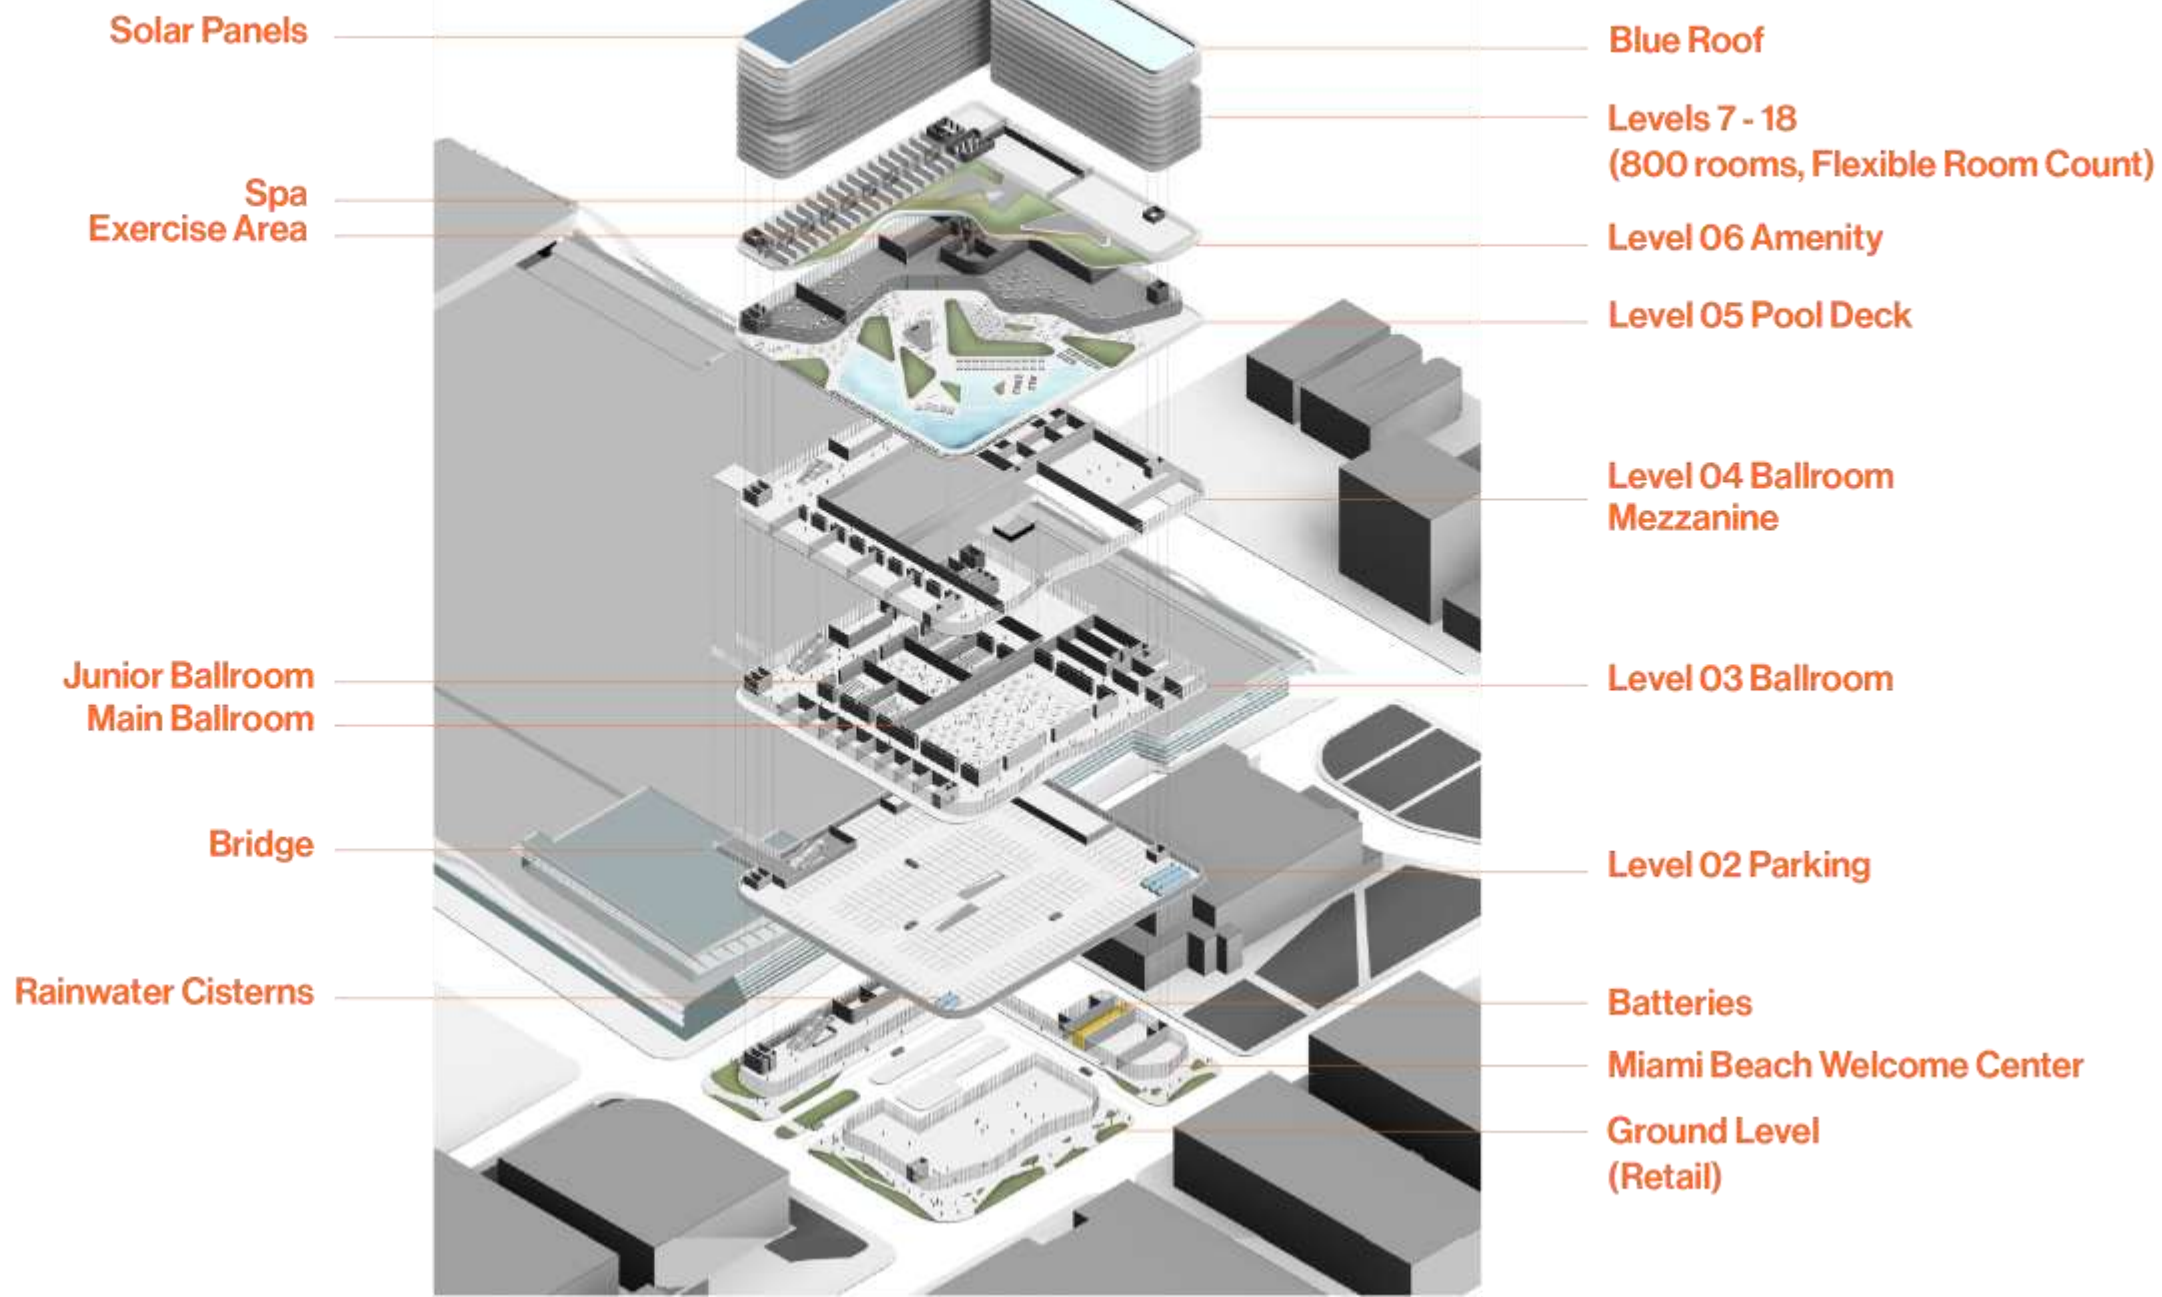 Solar Panels
Spa
Exercise Area
Junior Ballroom
Main Ballroom
Bridge
Rainwater Cisterns
Blue Roof
Levels 7 - 18
(800 rooms, Flexible Room Count)
Level 06 Amenity
Level 05 Pool Deck
Level 04 Ballroom
Mezzanine
Level 03 Ballroom
Level 02 Parking
Batteries
Miami Beach Welcome Center
Ground Level
(Retail)